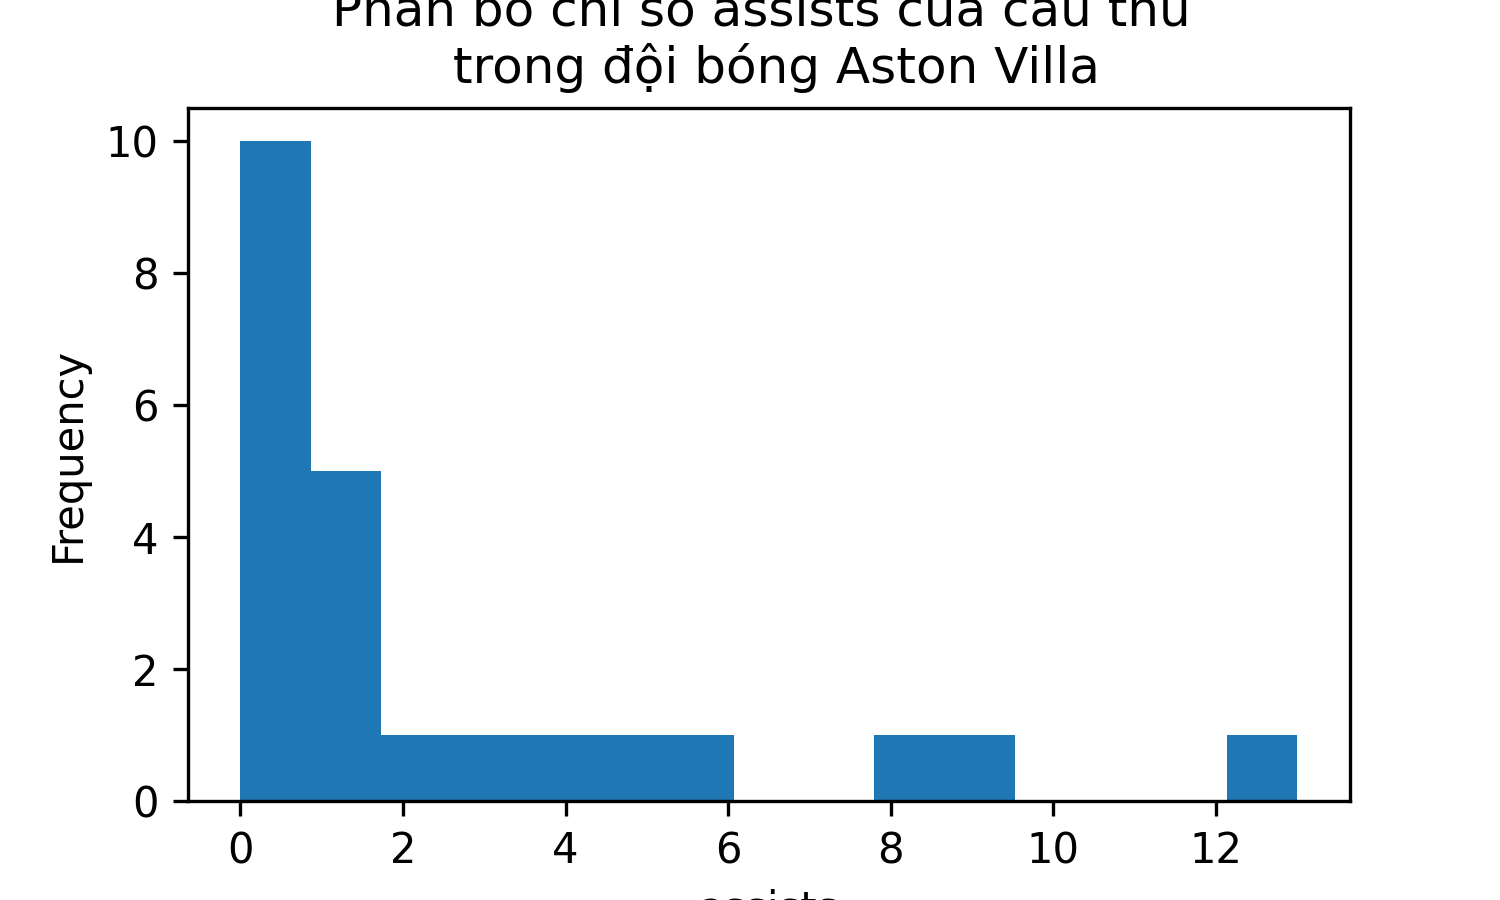 Phân bố chỉ số assists của cầu thủ
trong đội bóng Aston Villa
10
8
6
4
2
0
Frequency
0 2 4 6 8 10 12